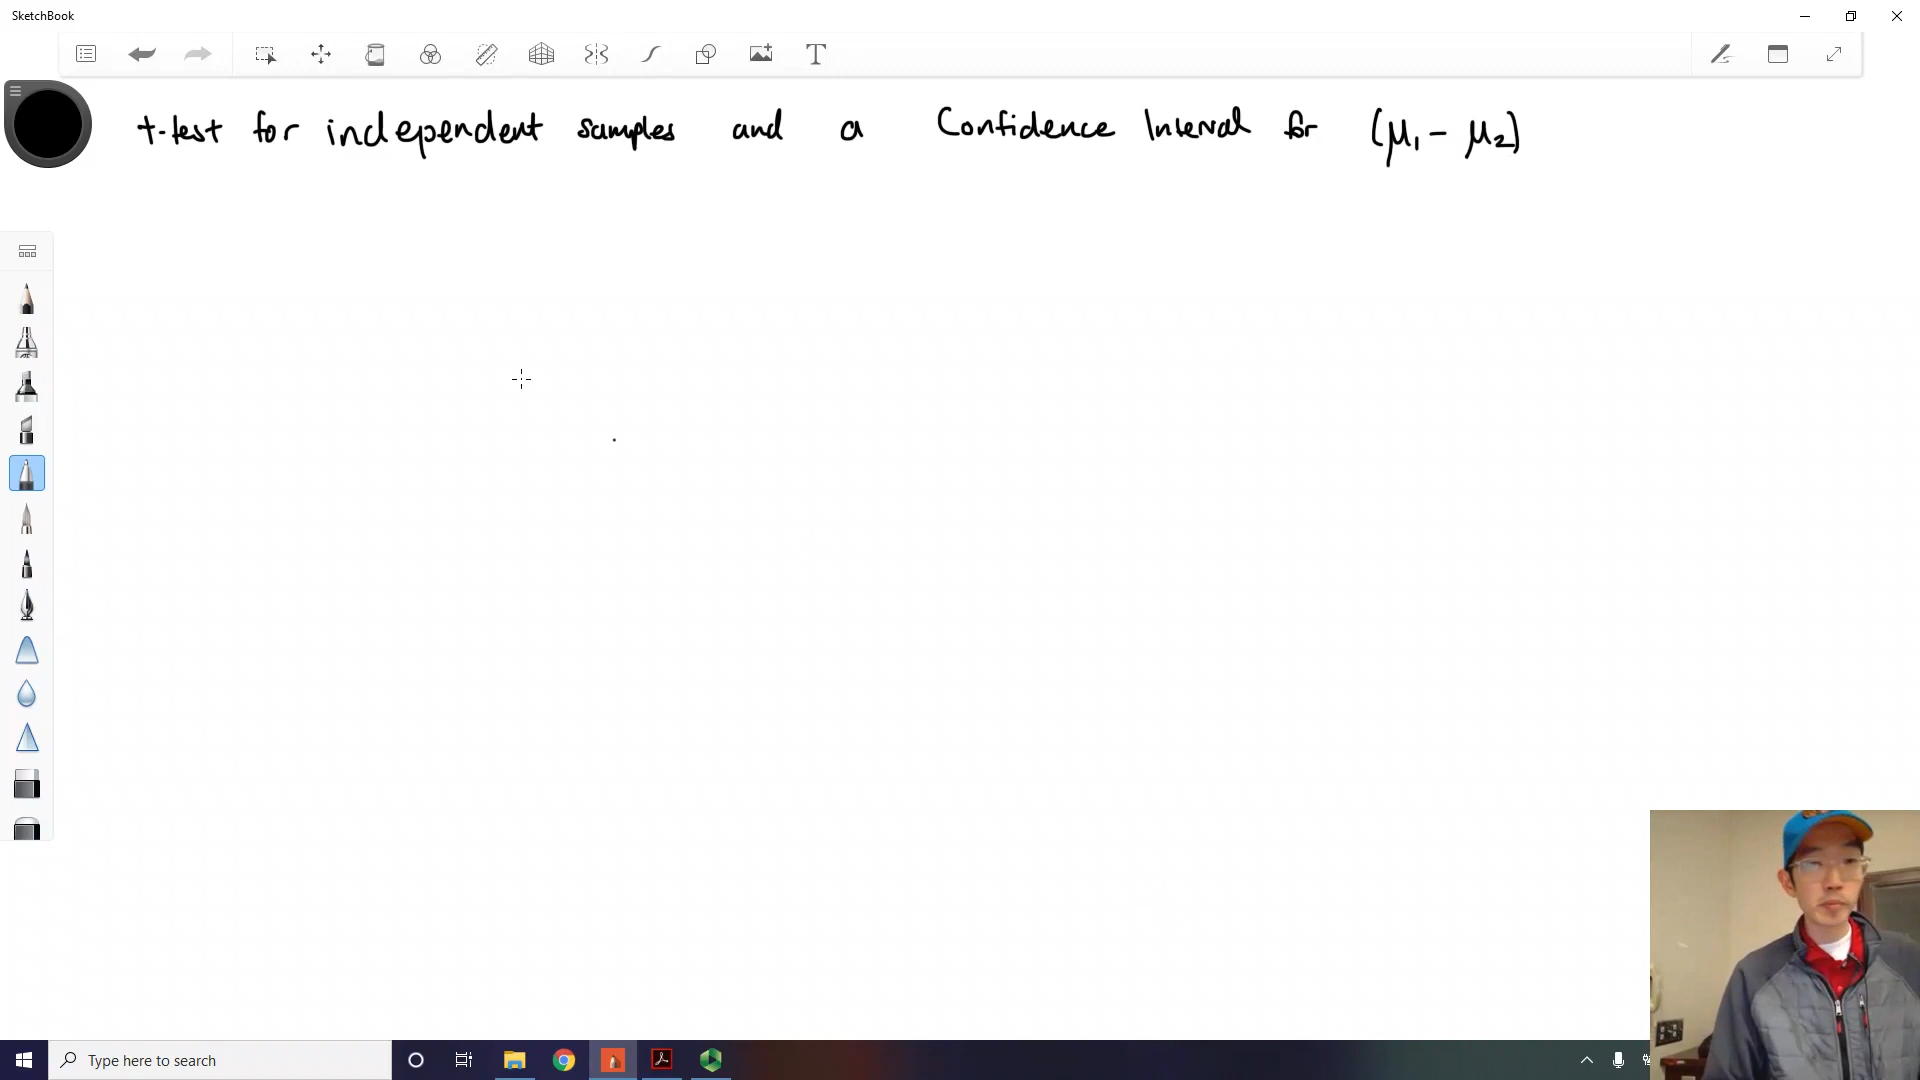 SketchBook
t-test for independent samples and a Confidence Interval for (μ₁ - μ₂)
Type here to search